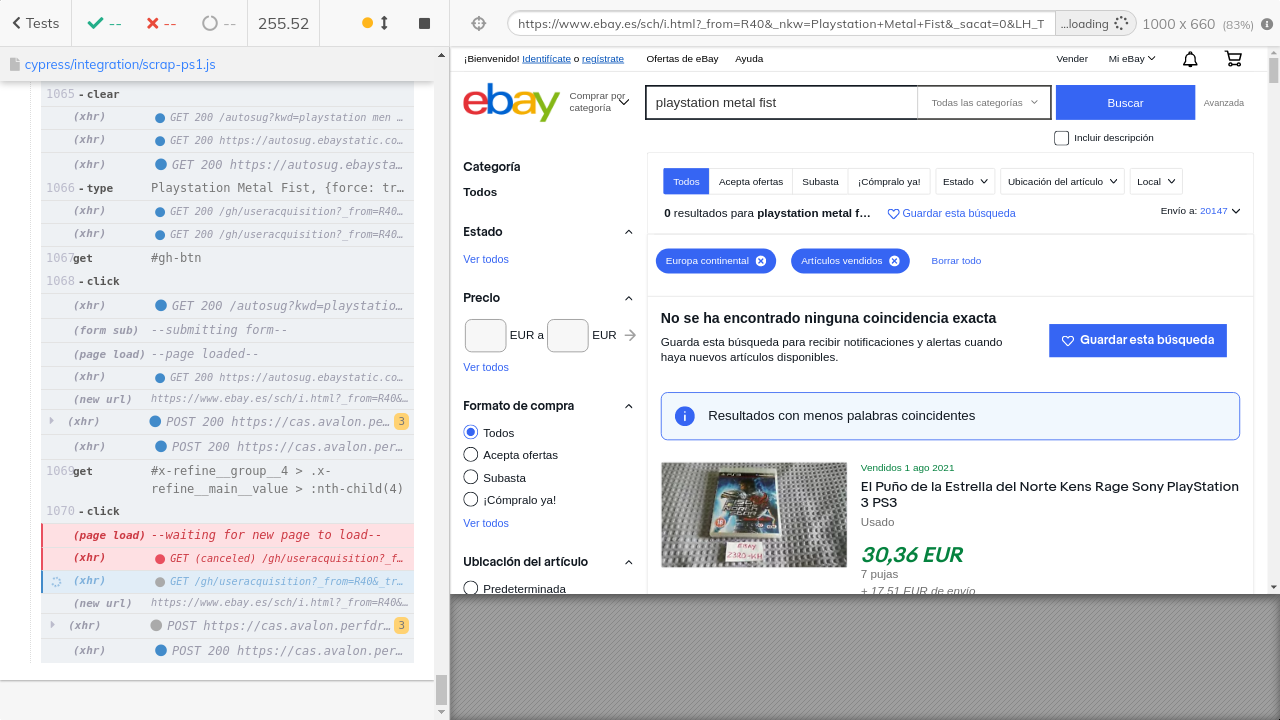 Tests
--
--
--
255.52
cypress/integration/scrap-ps1.js
1065 - clear
(xhr) GET 200 /autosug?kwd=playstation men …
(xhr) GET 200 https://autosug.ebaystatic.co…
(xhr) GET 200 https://autosug.ebaysta…
1066 - type Playstation Metal Fist, {force: tr…
(xhr) GET 200 /gh/useracquisition?_from=R40…
(xhr) GET 200 /gh/useracquisition?_from=R40…
1067 get #gh-btn
1068 - click
(xhr) GET 200 /autosug?kwd=playstatio…
(form sub) --submitting form--
(page load) --page loaded--
(xhr) GET 200 https://autosug.ebaystatic.co…
(new url) https://www.ebay.es/sch/i.html?_from=R40&…
(xhr) POST 200 https://cas.avalon.pe… 3
(xhr) POST 200 https://cas.avalon.per…
1069 get #x-refine__group__4 > .x-
refine__main__value > :nth-child(4)
1070 - click
(page load) --waiting for new page to load--
(xhr) GET (canceled) /gh/useracquisition?_f…
(xhr) GET /gh/useracquisition?_from=R40&_tr…
(new url) https://www.ebay.es/sch/i.html?_from=R40&…
(xhr) POST https://cas.avalon.perfdr… 3
(xhr) POST 200 https://cas.avalon.per…
https://www.ebay.es/sch/i.html?_from=R40&_nkw=Playstation+Metal+Fist&_sacat=0&LH_T
...loading
1000 x 660 (83%)
¡Bienvenido! Identifícate o regístrate
Ofertas de eBay
Ayuda
Vender
Mi eBay
ebay
Comprar por
categoría
playstation metal fist
Todas las categorías
Buscar
Avanzada
Incluir descripción
Categoría
Todos
Estado
Ver todos
Precio
EUR a
EUR
Ver todos
Formato de compra
Todos
Acepta ofertas
Subasta
¡Cómpralo ya!
Ver todos
Ubicación del artículo
Predeterminada
Todos
Acepta ofertas
Subasta
¡Cómpralo ya!
Estado
Ubicación del artículo
Local
0 resultados para playstation metal f…
Guardar esta búsqueda
Envío a: 20147
Europa continental
Artículos vendidos
Borrar todo
No se ha encontrado ninguna coincidencia exacta
Guarda esta búsqueda para recibir notificaciones y alertas cuando
haya nuevos artículos disponibles.
Guardar esta búsqueda
Resultados con menos palabras coincidentes
Vendidos 1 ago 2021
El Puño de la Estrella del Norte Kens Rage Sony PlayStation
3 PS3
Usado
30,36 EUR
7 pujas
+ 17,51 EUR de envío